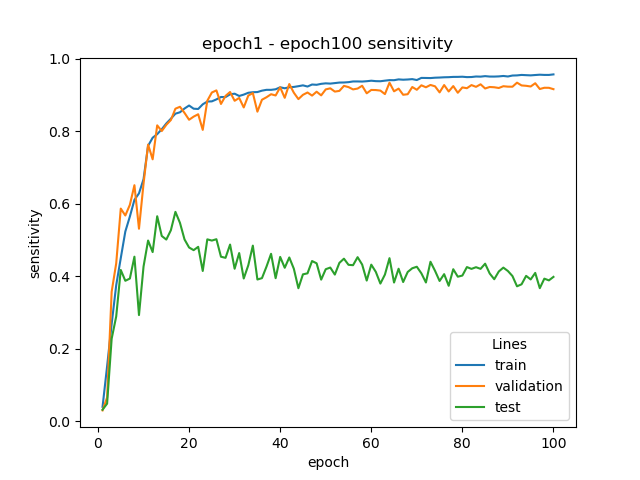 epoch1 - epoch100 sensitivity
1.0
0.8
0.6
0.4
0.2
0.0
sensitivity
0
20
40
60
80
100
epoch
Lines
train
validation
test